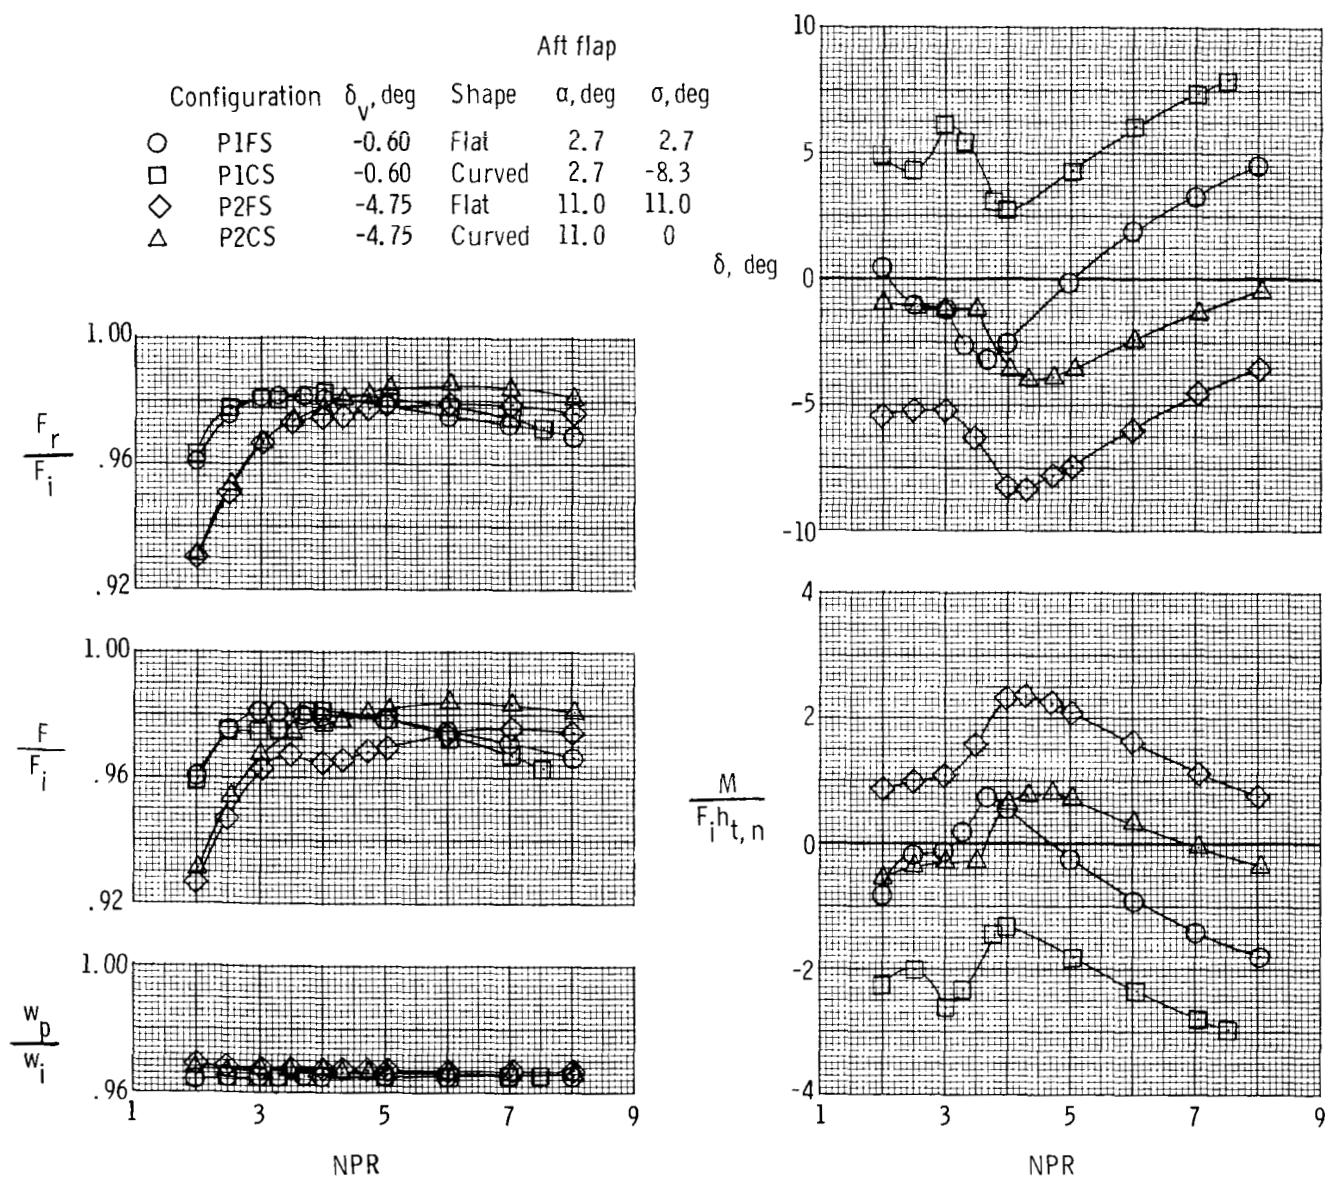 Aft flap
Configuration δv, deg Shape α, deg σ, deg
P1FS -0.60 Flat 2.7 2.7
P1CS -0.60 Curved 2.7 -8.3
P2FS -4.75 Flat 11.0 11.0
P2CS -4.75 Curved 11.0 0
1.00
Fr
Fi
.96
.92
1.00
F
Fi
.96
.92
1.00
wp
wi
.96
1 3 5 7 9
NPR
10
5
δ, deg 0
-5
-10
4
2
M
Fiht,n
0
-2
-4
1 3 5 7 9
NPR